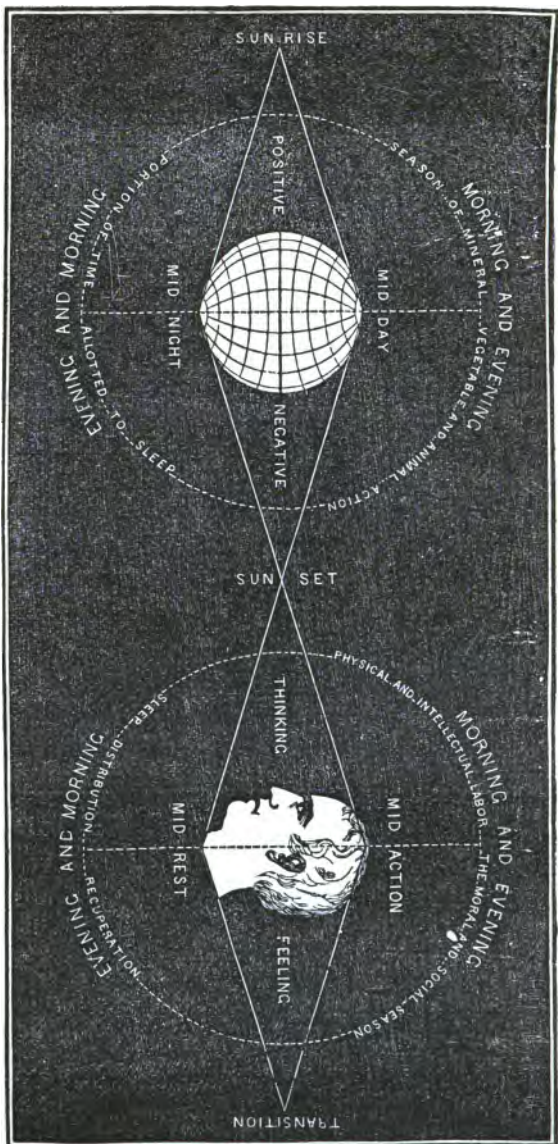 SUN RISE
POSITIVE
SEASON OF MINERAL VEGETABLE AND ANIMAL ACTION
MORNING AND EVENING
PORTION OF TIME ALLOTTED TO SLEEP
EVENING AND MORNING
MID DAY
MID NIGHT
NEGATIVE
SUN SET
THINKING
PHYSICAL AND INTELLECTUAL LABOR THE MORAL AND SOCIAL SEASON
MORNING AND EVENING
SLEEP DISTRIBUTION RECUPERATION
EVENING AND MORNING
MID ACTION
MID REST
FEELING
TRANSITION